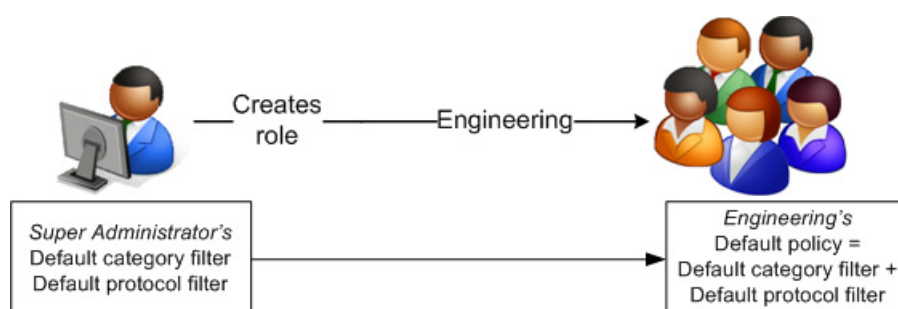 Creates
role
Engineering
Super Administrator's
Default category filter
Default protocol filter
Engineering's
Default policy =
Default category filter +
Default protocol filter